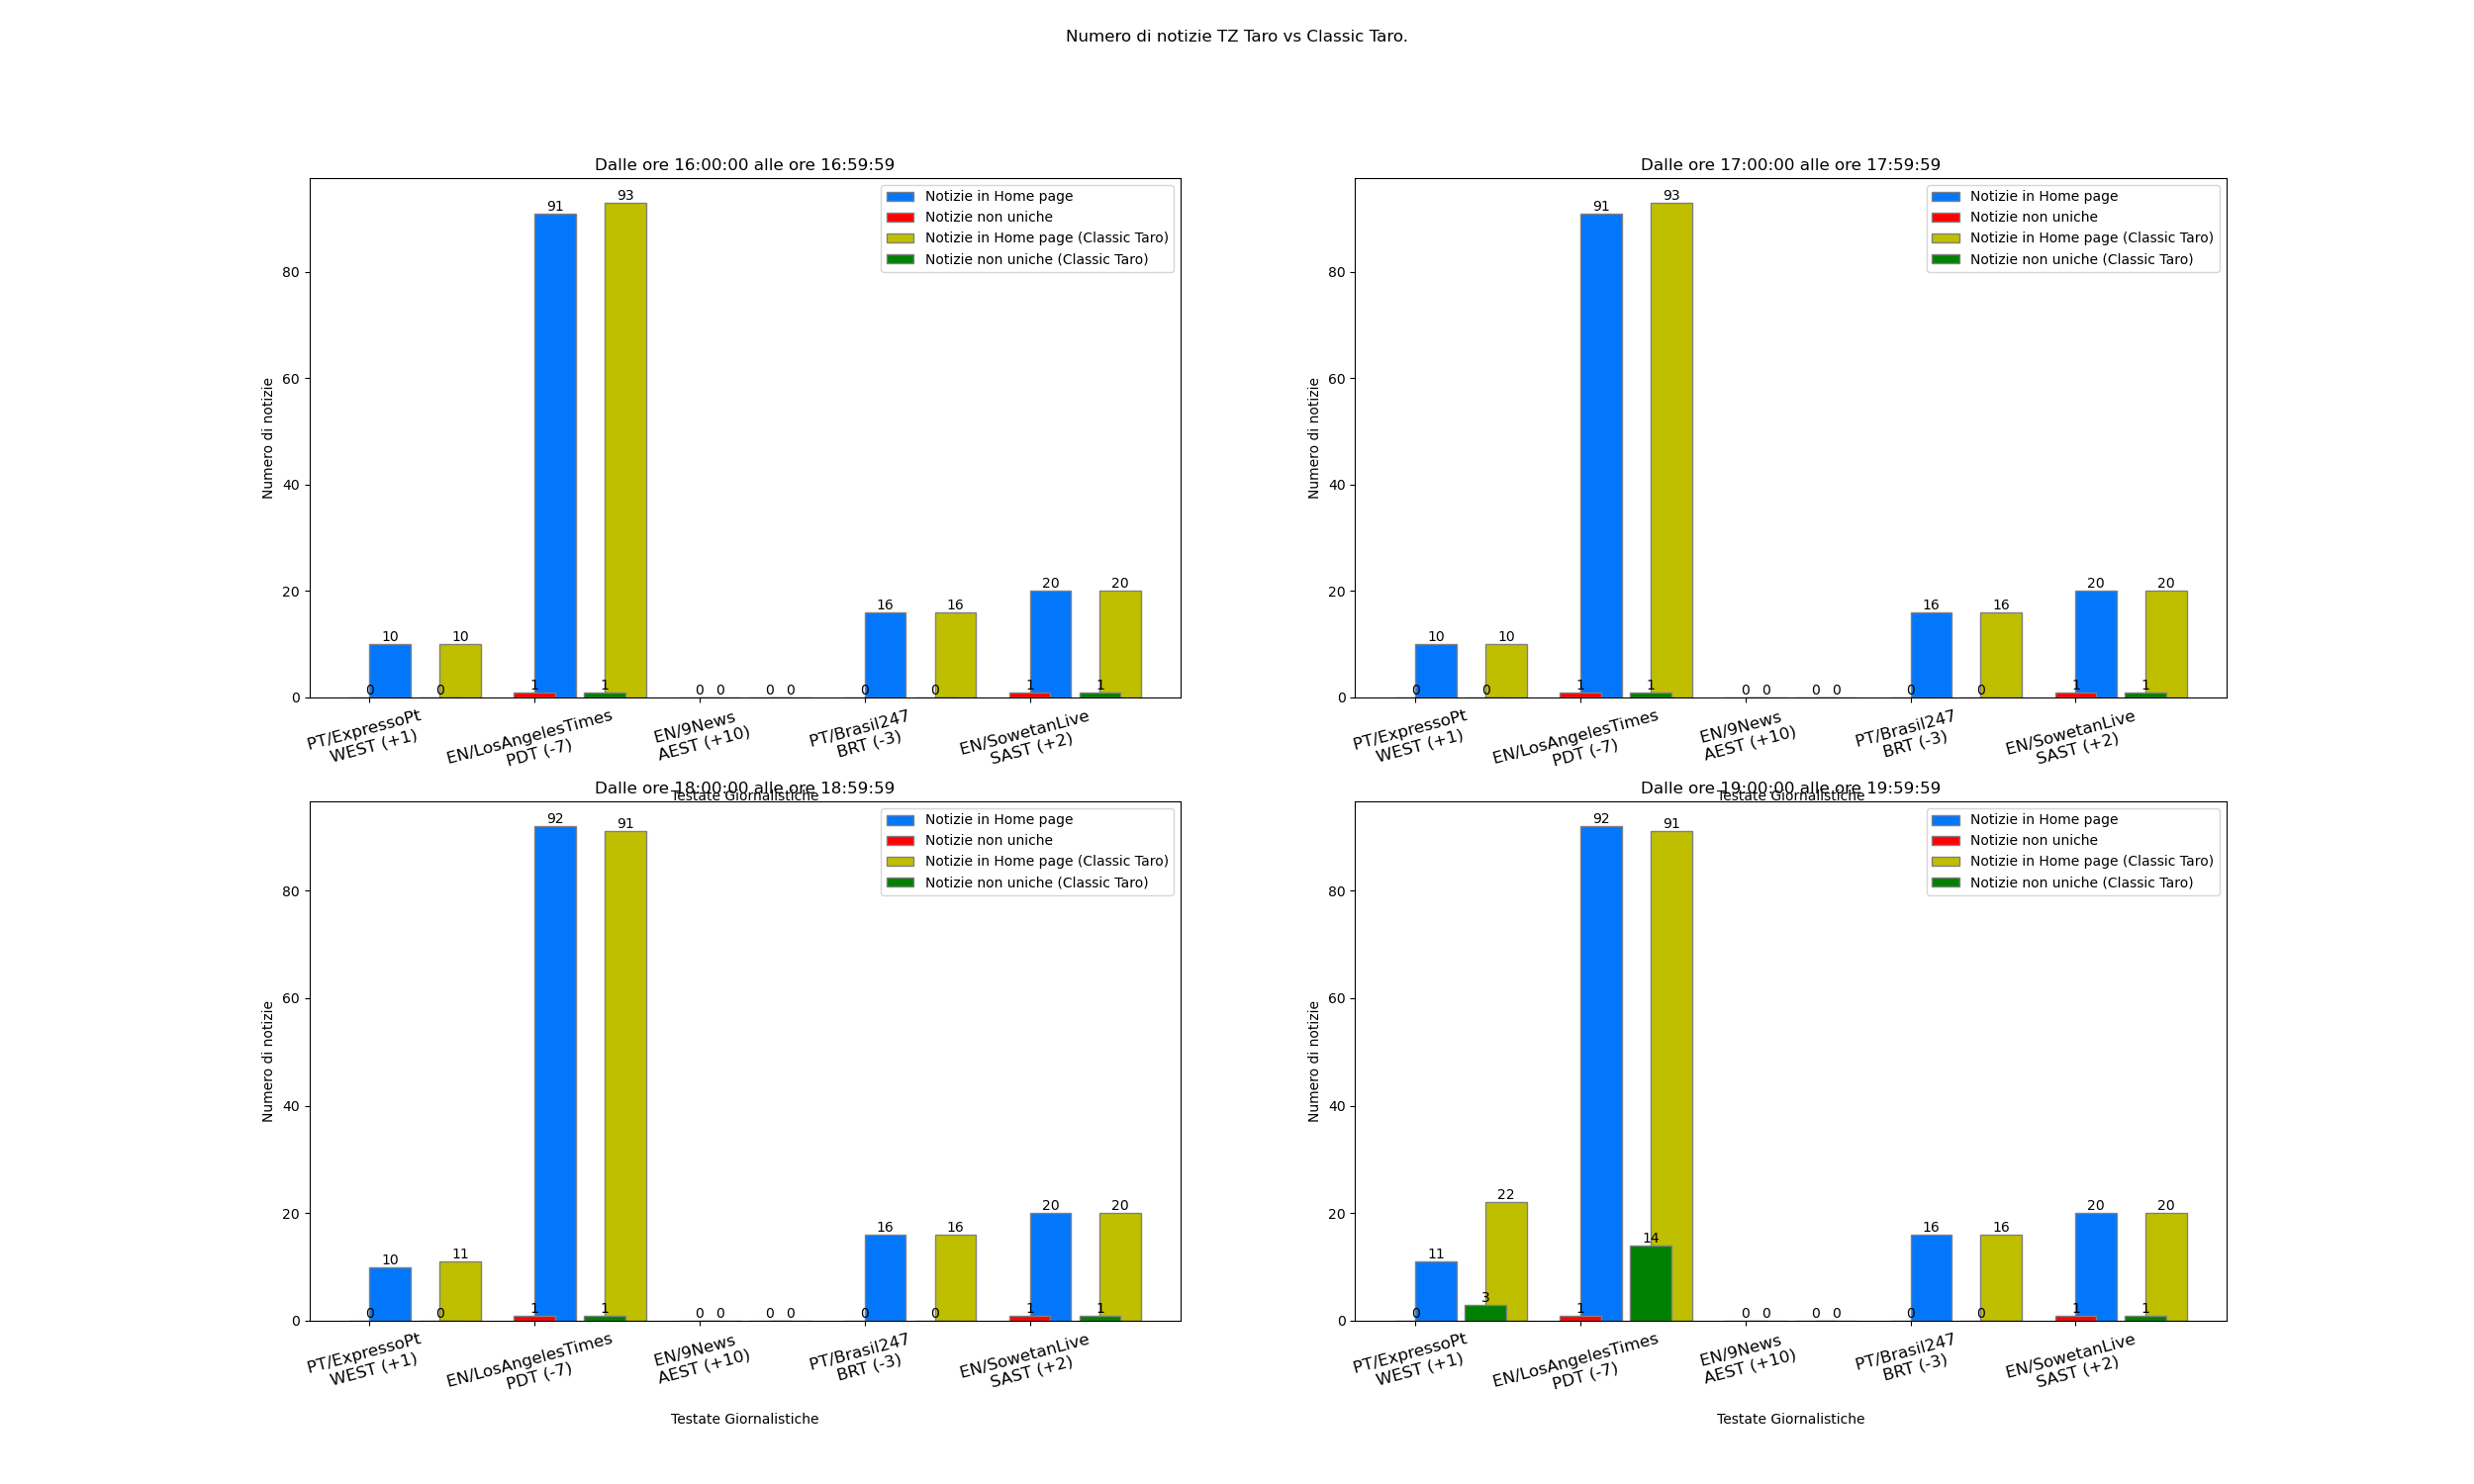 Numero di notizie TZ Taro vs Classic Taro.
Dalle ore 16:00:00 alle ore 16:59:59
Numero di notizie
80
60
40
20
0
Notizie in Home page
Notizie non uniche
Notizie in Home page (Classic Taro)
Notizie non uniche (Classic Taro)
10 10 91 93 16 16 20 20
0 0 1 1 0 0 0 0 0 0 1 1
PT/ExpressoPt
WEST (+1)
EN/LosAngelesTimes
PDT (-7)
EN/9News
AEST (+10)
PT/Brasil247
BRT (-3)
EN/SowetanLive
SAST (+2)
Testate Giornalistiche
Dalle ore 17:00:00 alle ore 17:59:59
Numero di notizie
80
60
40
20
0
Notizie in Home page
Notizie non uniche
Notizie in Home page (Classic Taro)
Notizie non uniche (Classic Taro)
10 10 91 93 16 16 20 20
0 0 1 1 0 0 0 0 0 0 1 1
PT/ExpressoPt
WEST (+1)
EN/LosAngelesTimes
PDT (-7)
EN/9News
AEST (+10)
PT/Brasil247
BRT (-3)
EN/SowetanLive
SAST (+2)
Testate Giornalistiche
Dalle ore 18:00:00 alle ore 18:59:59
Numero di notizie
80
60
40
20
0
Notizie in Home page
Notizie non uniche
Notizie in Home page (Classic Taro)
Notizie non uniche (Classic Taro)
10 11 92 91 16 16 20 20
0 0 1 1 0 0 0 0 0 0 1 1
PT/ExpressoPt
WEST (+1)
EN/LosAngelesTimes
PDT (-7)
EN/9News
AEST (+10)
PT/Brasil247
BRT (-3)
EN/SowetanLive
SAST (+2)
Testate Giornalistiche
Dalle ore 19:00:00 alle ore 19:59:59
Numero di notizie
80
60
40
20
0
Notizie in Home page
Notizie non uniche
Notizie in Home page (Classic Taro)
Notizie non uniche (Classic Taro)
11 22 92 91 16 16 20 20
0 3 1 14 0 0 0 0 0 0 1 1
PT/ExpressoPt
WEST (+1)
EN/LosAngelesTimes
PDT (-7)
EN/9News
AEST (+10)
PT/Brasil247
BRT (-3)
EN/SowetanLive
SAST (+2)
Testate Giornalistiche